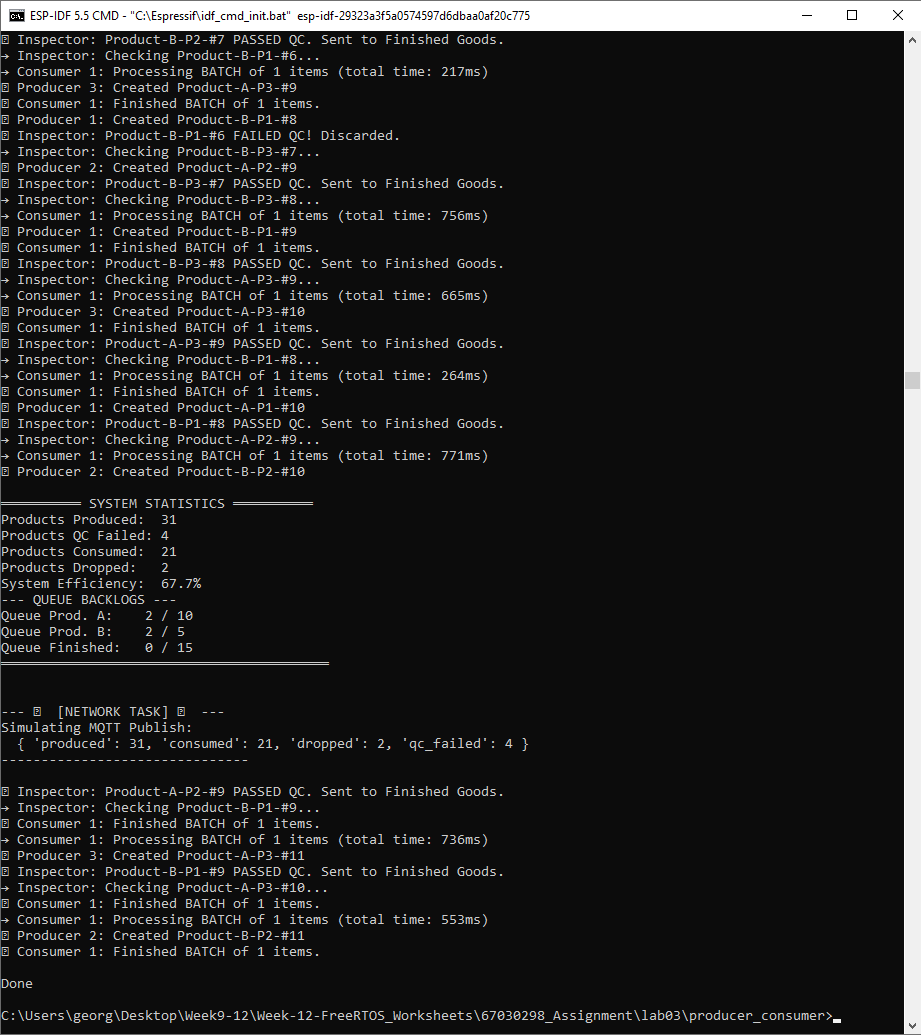 ESP-IDF 5.5 CMD - "C:\Espressif\idf_cmd_init.bat" esp-idf-29323a3f5a0574597d6dbaa0af20c775
⍰ Inspector: Product-B-P2-#7 PASSED QC. Sent to Finished Goods.
→ Inspector: Checking Product-B-P1-#6...
→ Consumer 1: Processing BATCH of 1 items (total time: 217ms)
⍰ Producer 3: Created Product-A-P3-#9
⍰ Consumer 1: Finished BATCH of 1 items.
⍰ Producer 1: Created Product-B-P1-#8
⍰ Inspector: Product-B-P1-#6 FAILED QC! Discarded.
→ Inspector: Checking Product-B-P3-#7...
⍰ Producer 2: Created Product-A-P2-#9
⍰ Inspector: Product-B-P3-#7 PASSED QC. Sent to Finished Goods.
→ Inspector: Checking Product-B-P3-#8...
→ Consumer 1: Processing BATCH of 1 items (total time: 756ms)
⍰ Producer 1: Created Product-B-P1-#9
⍰ Consumer 1: Finished BATCH of 1 items.
⍰ Inspector: Product-B-P3-#8 PASSED QC. Sent to Finished Goods.
→ Inspector: Checking Product-A-P3-#9...
→ Consumer 1: Processing BATCH of 1 items (total time: 665ms)
⍰ Producer 3: Created Product-A-P3-#10
⍰ Consumer 1: Finished BATCH of 1 items.
⍰ Inspector: Product-A-P3-#9 PASSED QC. Sent to Finished Goods.
→ Inspector: Checking Product-B-P1-#8...
→ Consumer 1: Processing BATCH of 1 items (total time: 264ms)
⍰ Consumer 1: Finished BATCH of 1 items.
⍰ Producer 1: Created Product-A-P1-#10
⍰ Inspector: Product-B-P1-#8 PASSED QC. Sent to Finished Goods.
→ Inspector: Checking Product-A-P2-#9...
→ Consumer 1: Processing BATCH of 1 items (total time: 771ms)
⍰ Producer 2: Created Product-B-P2-#10
══════════ SYSTEM STATISTICS ══════════
Products Produced: 31
Products QC Failed: 4
Products Consumed: 21
Products Dropped: 2
System Efficiency: 67.7%
--- QUEUE BACKLOGS ---
Queue Prod. A: 2 / 10
Queue Prod. B: 2 / 5
Queue Finished: 0 / 15
═════════════════════════════════════════
--- ⍰ [NETWORK TASK] ⍰ ---
Simulating MQTT Publish:
{ 'produced': 31, 'consumed': 21, 'dropped': 2, 'qc_failed': 4 }
-------------------------------
⍰ Inspector: Product-A-P2-#9 PASSED QC. Sent to Finished Goods.
→ Inspector: Checking Product-B-P1-#9...
⍰ Consumer 1: Finished BATCH of 1 items.
→ Consumer 1: Processing BATCH of 1 items (total time: 736ms)
⍰ Producer 3: Created Product-A-P3-#11
⍰ Inspector: Product-B-P1-#9 PASSED QC. Sent to Finished Goods.
→ Inspector: Checking Product-A-P3-#10...
⍰ Consumer 1: Finished BATCH of 1 items.
→ Consumer 1: Processing BATCH of 1 items (total time: 553ms)
⍰ Producer 2: Created Product-B-P2-#11
⍰ Consumer 1: Finished BATCH of 1 items.
Done
C:\Users\georg\Desktop\Week9-12\Week-12-FreeRTOS_Worksheets\67030298_Assignment\lab03\producer_consumer>